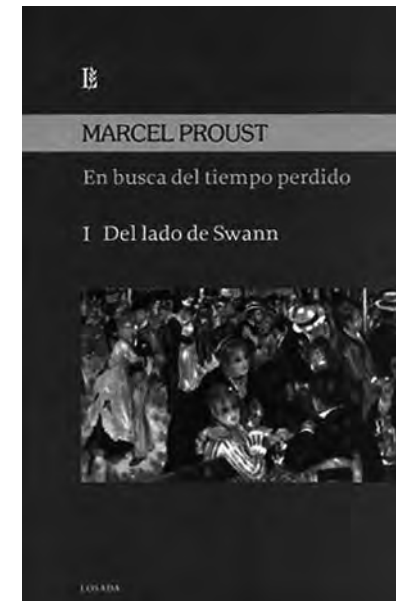 MARCEL PROUST
En busca del tiempo perdido
I Del lado de Swann
LOSADA